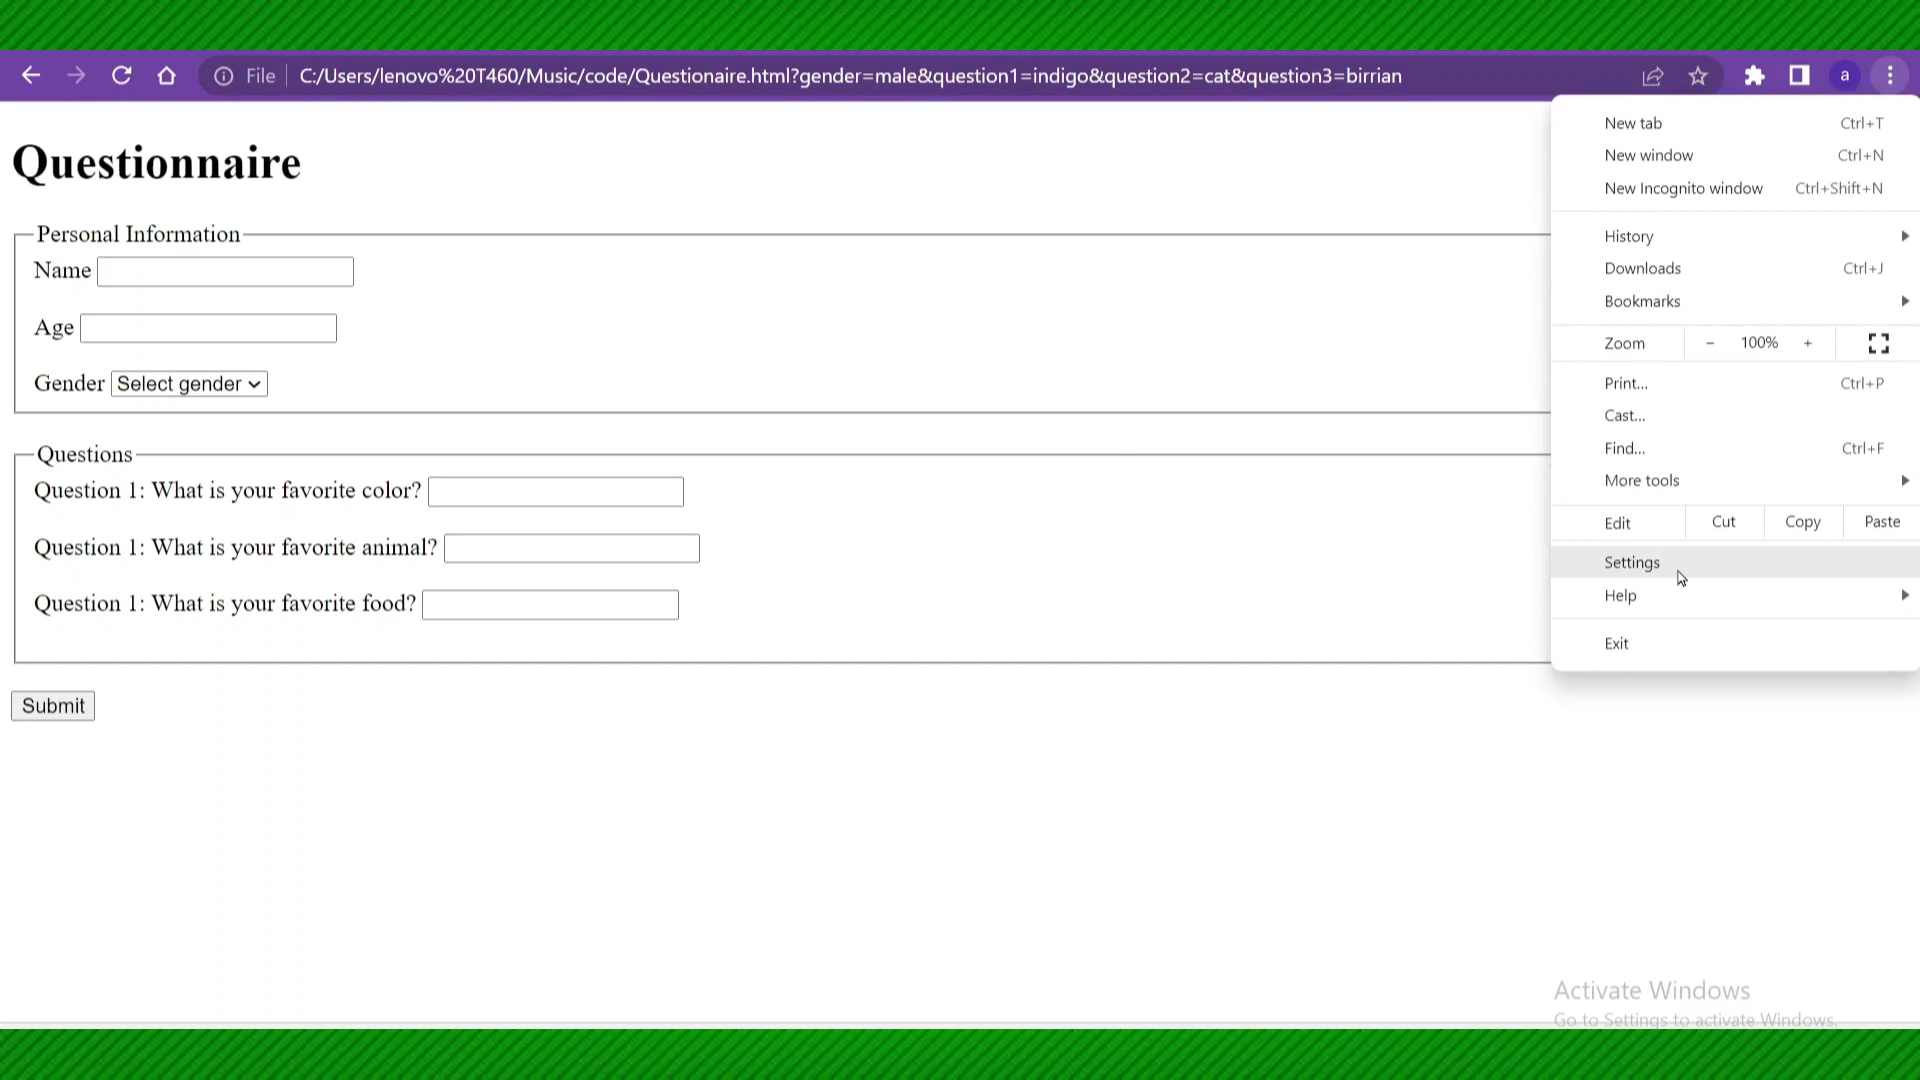 File C:/Users/lenovo%20T460/Music/code/Questionaire.html?gender=male&question1=indigo&question2=cat&question3=birrian
a
Questionnaire
Personal Information
Name
Age
Gender Select gender
Questions
Question 1: What is your favorite color?
Question 1: What is your favorite animal?
Question 1: What is your favorite food?
Submit
New tab Ctrl+T
New window Ctrl+N
New Incognito window Ctrl+Shift+N
History
Downloads Ctrl+J
Bookmarks
Zoom - 100% +
Print... Ctrl+P
Cast...
Find... Ctrl+F
More tools
Edit Cut Copy Paste
Settings
Help
Exit
Activate Windows
Go to Settings to activate Windows.